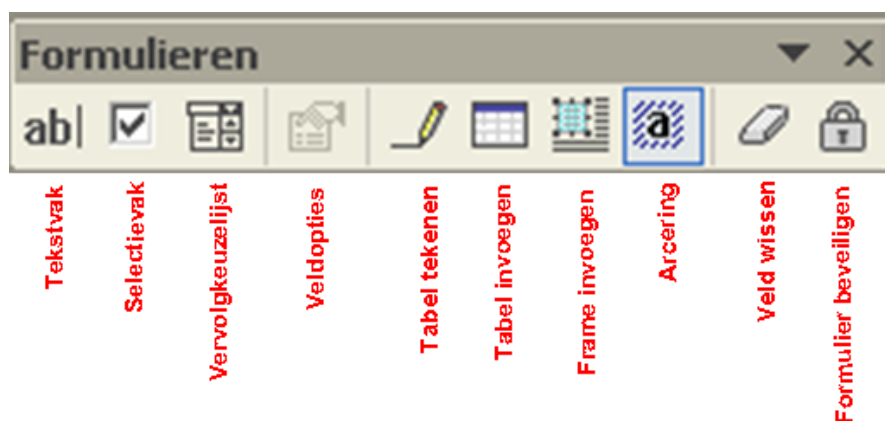 Formulieren
ab|
a
Tekstvak
Selectievak
Vervolgkeuzelijst
Veldopties
Tabel tekenen
Tabel invoegen
Frame invoegen
Arcering
Veld wissen
Formulier beveiligen